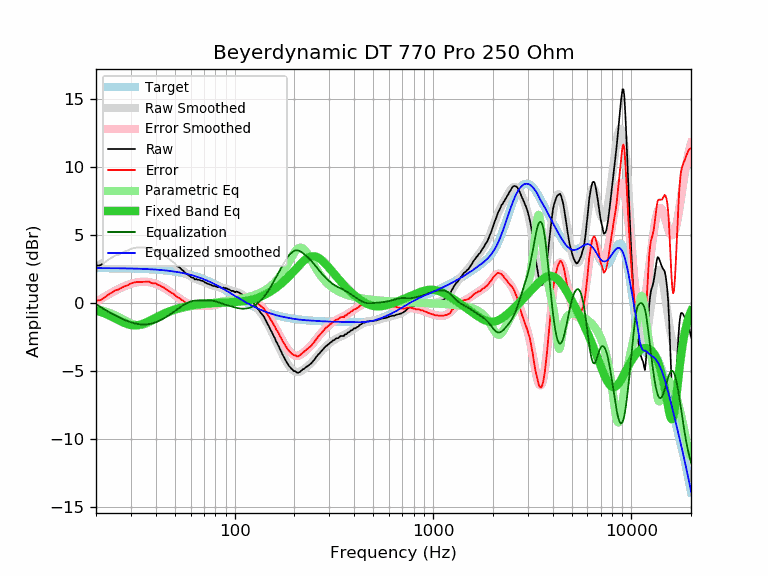 Beyerdynamic DT 770 Pro 250 Ohm
Target
Raw Smoothed
Error Smoothed
Raw
Error
Parametric Eq
Fixed Band Eq
Equalization
Equalized smoothed
Amplitude (dBr)
15
10
5
0
−5
−10
−15
100
1000
10000
Frequency (Hz)